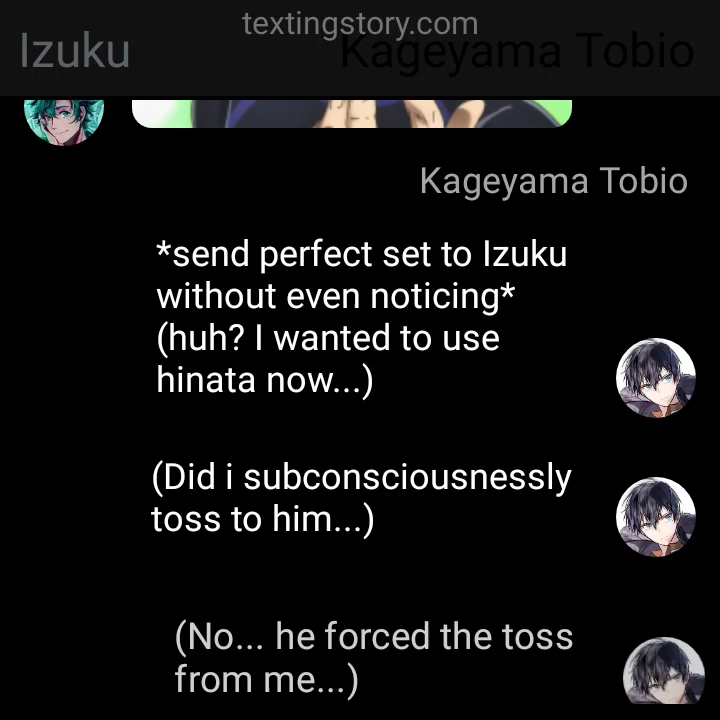 textingstory.com
Izuku
Kageyama Tobio
Kageyama Tobio
*send perfect set to Izuku
without even noticing*
(huh? I wanted to use
hinata now...)
(Did i subconsciousnessly
toss to him...)
(No... he forced the toss
from me...)